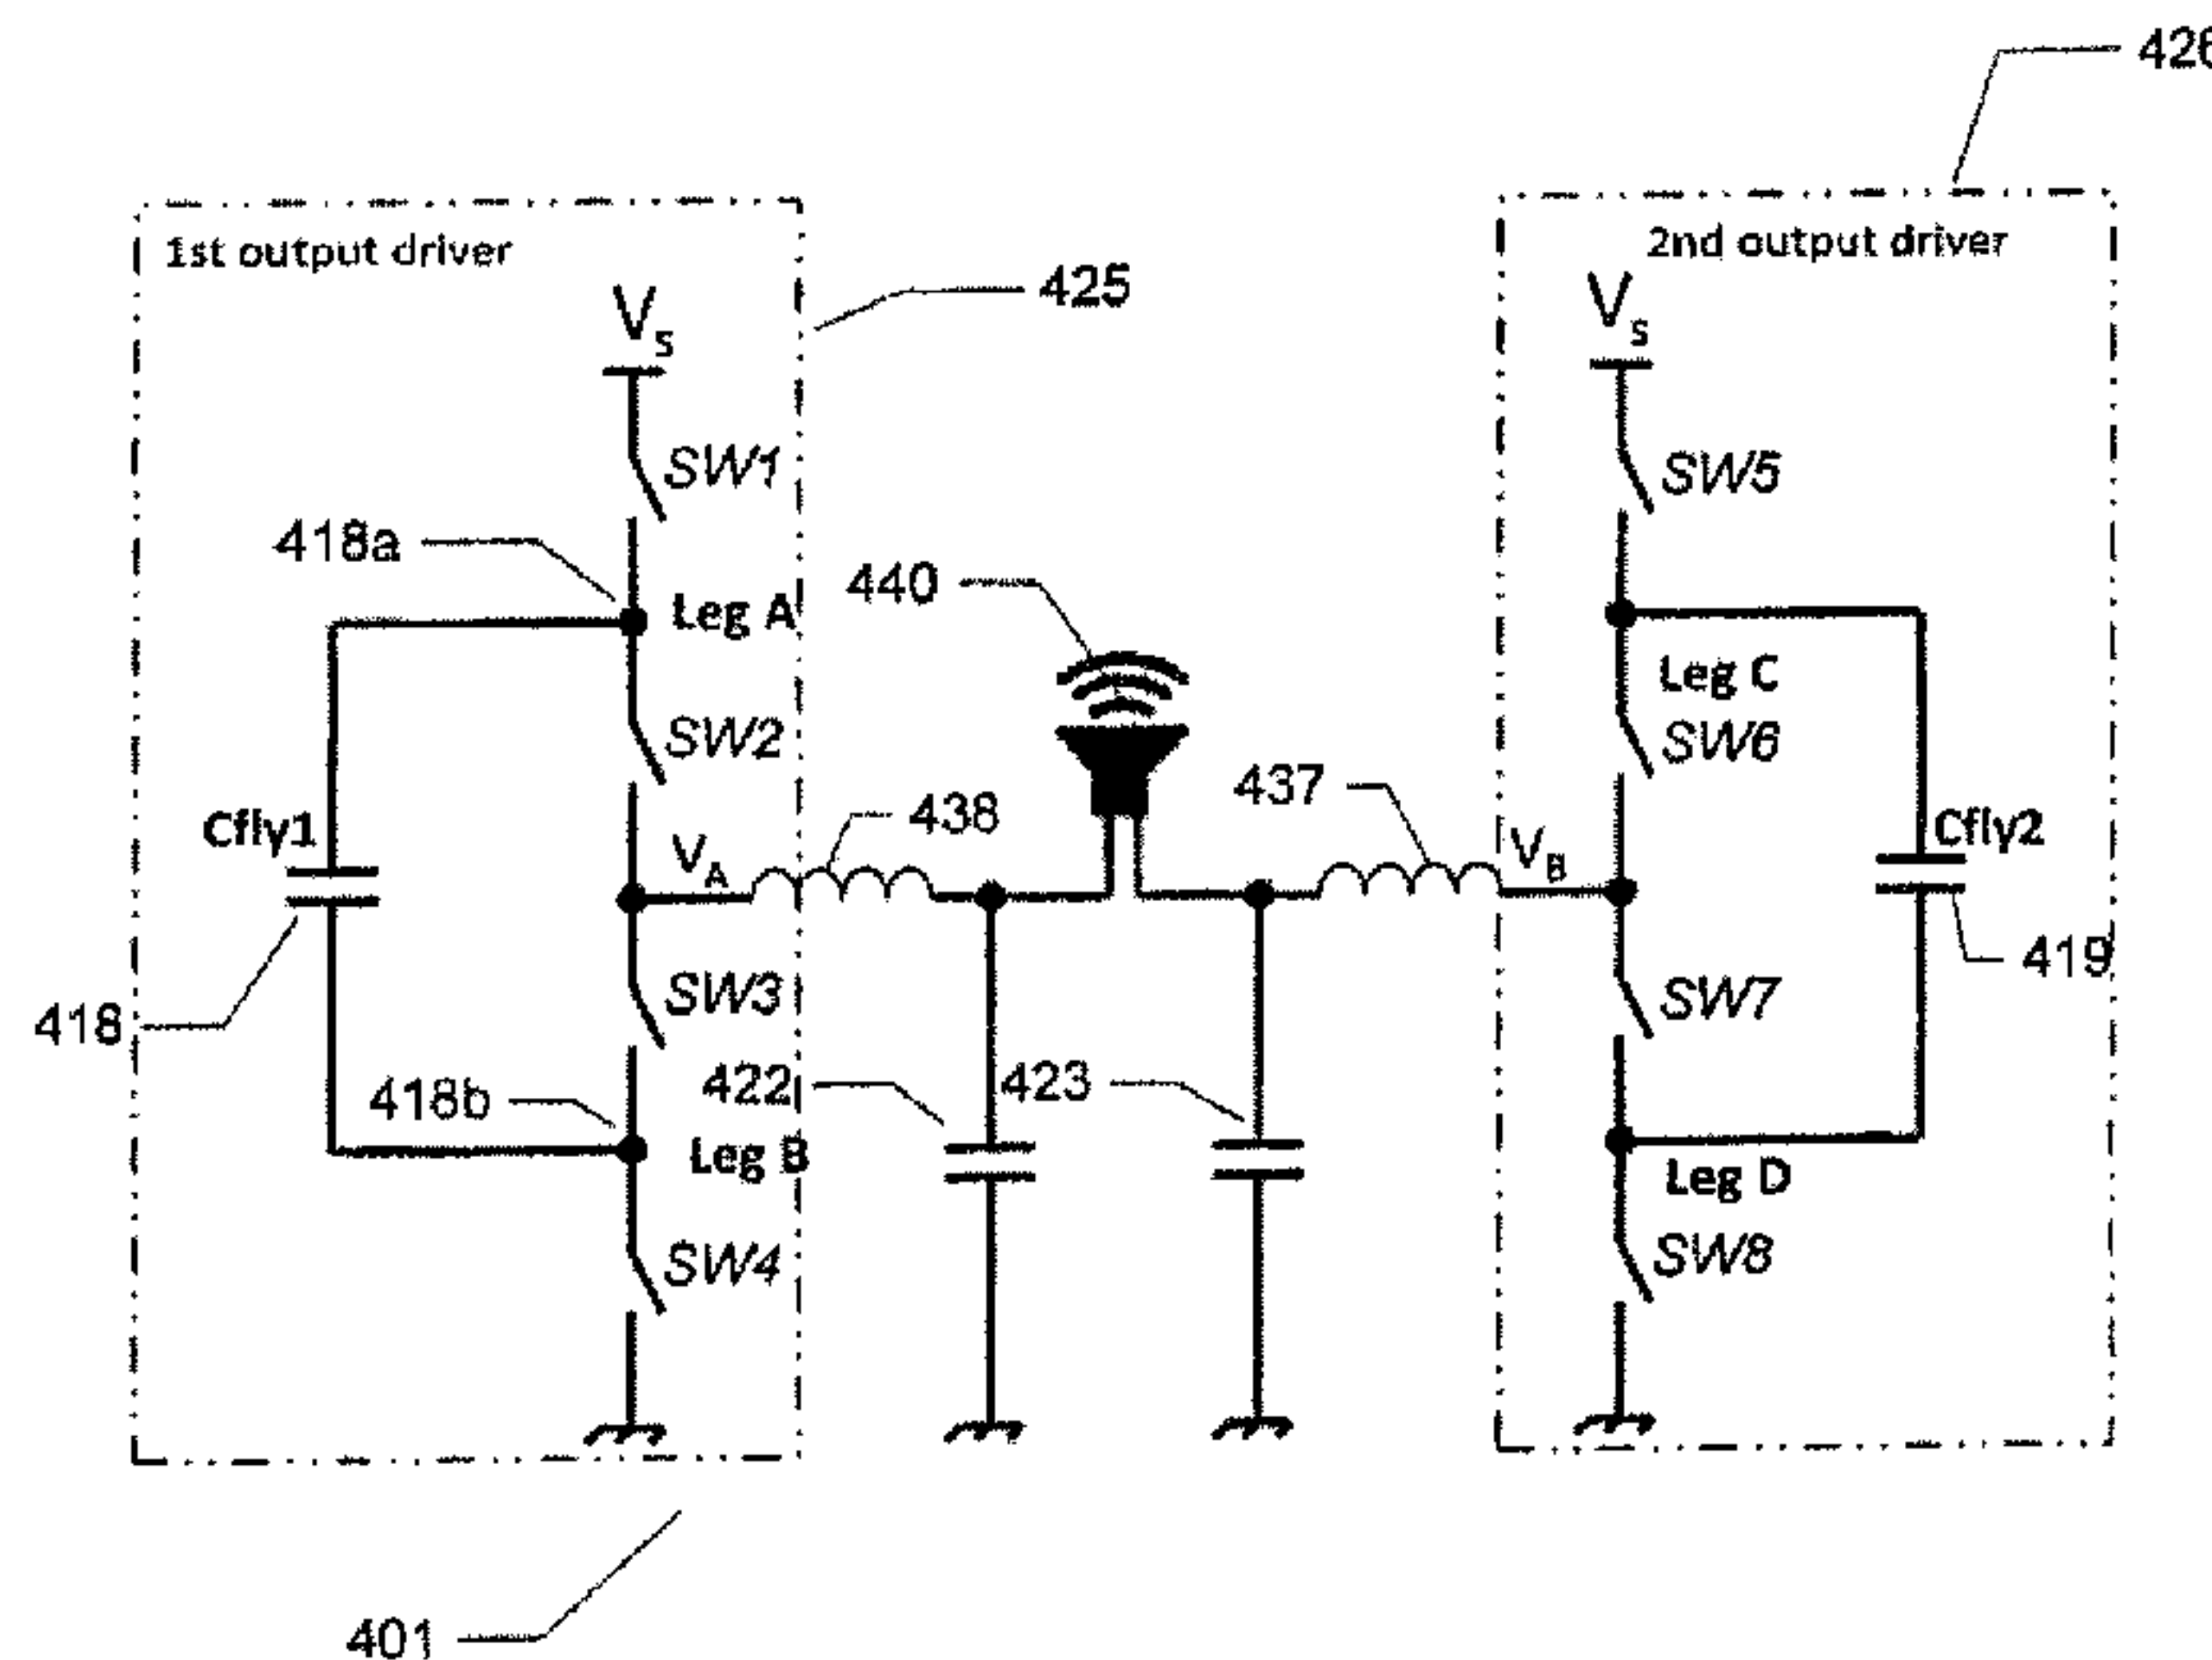 426
1st output driver
2nd output driver
425
Vs
Vs
SW1
SW5
418a
Leg A
440
Leg C
SW2
SW6
437
438
Cfly1
VA
VB
Cfly2
419
418
SW3
SW7
422
423
418b
Leg B
Leg D
SW4
SW8
401